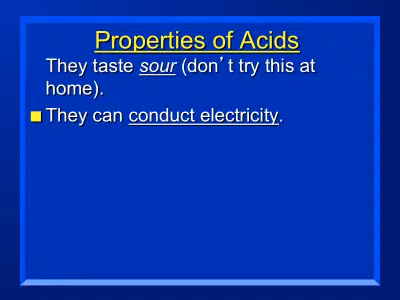 Properties of Acids
They taste sour (don’t try this at
home).
They can conduct electricity.